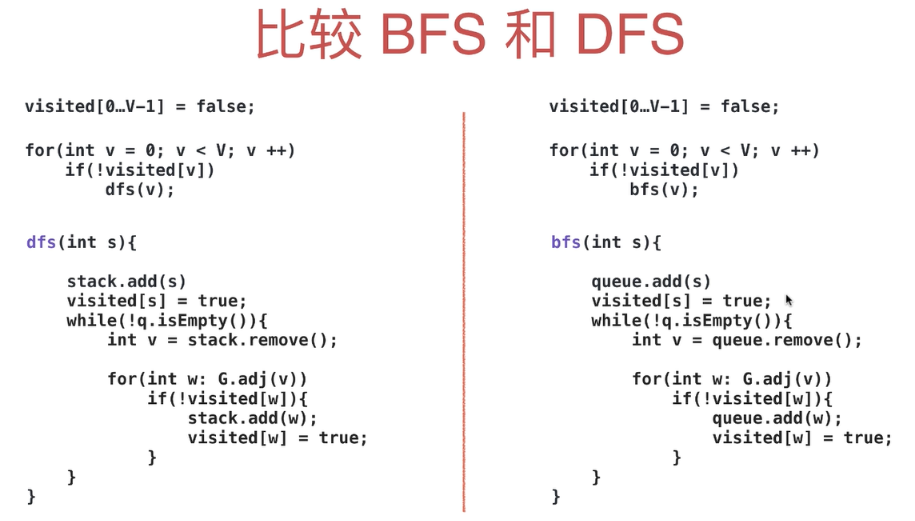 比较 BFS 和 DFS
visited[0…V-1] = false;
for(int v = 0; v < V; v ++)
if(!visited[v])
dfs(v);
dfs(int s){
stack.add(s)
visited[s] = true;
while(!q.isEmpty()){
int v = stack.remove();
for(int w: G.adj(v))
if(!visited[w]){
stack.add(w);
visited[w] = true;
}
}
}
visited[0…V-1] = false;
for(int v = 0; v < V; v ++)
if(!visited[v])
bfs(v);
bfs(int s){
queue.add(s)
visited[s] = true;
while(!q.isEmpty()){
int v = queue.remove();
for(int w: G.adj(v))
if(!visited[w]){
queue.add(w);
visited[w] = true;
}
}
}